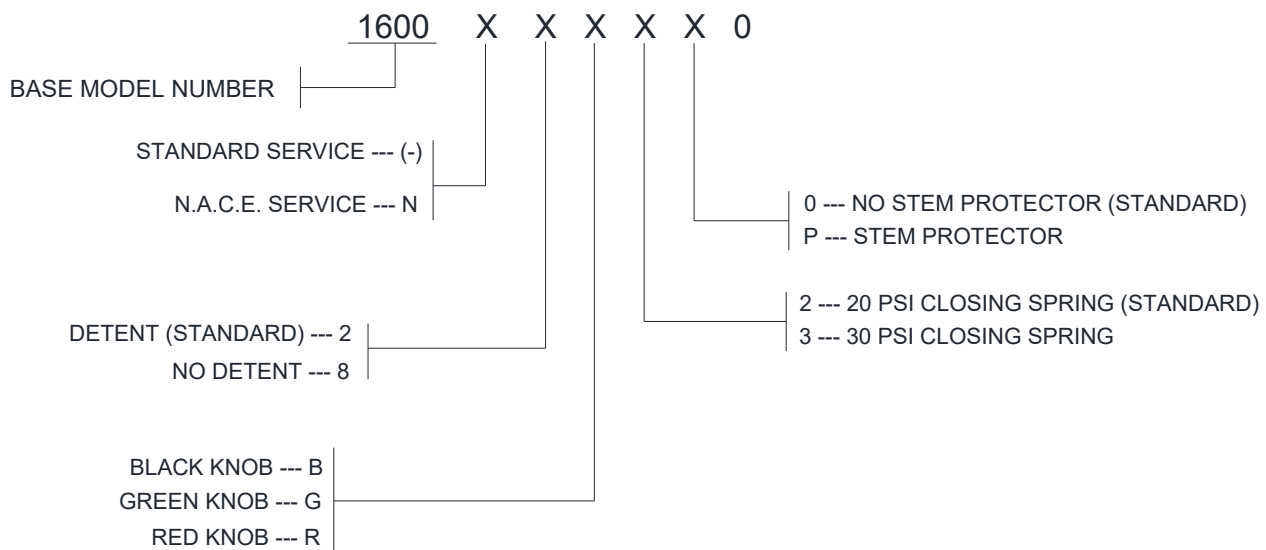 1600 X X X X X 0
BASE MODEL NUMBER
STANDARD SERVICE --- (-)
N.A.C.E. SERVICE --- N
0 --- NO STEM PROTECTOR (STANDARD)
P --- STEM PROTECTOR
2 --- 20 PSI CLOSING SPRING (STANDARD)
3 --- 30 PSI CLOSING SPRING
DETENT (STANDARD) --- 2
NO DETENT --- 8
BLACK KNOB --- B
GREEN KNOB --- G
RED KNOB --- R